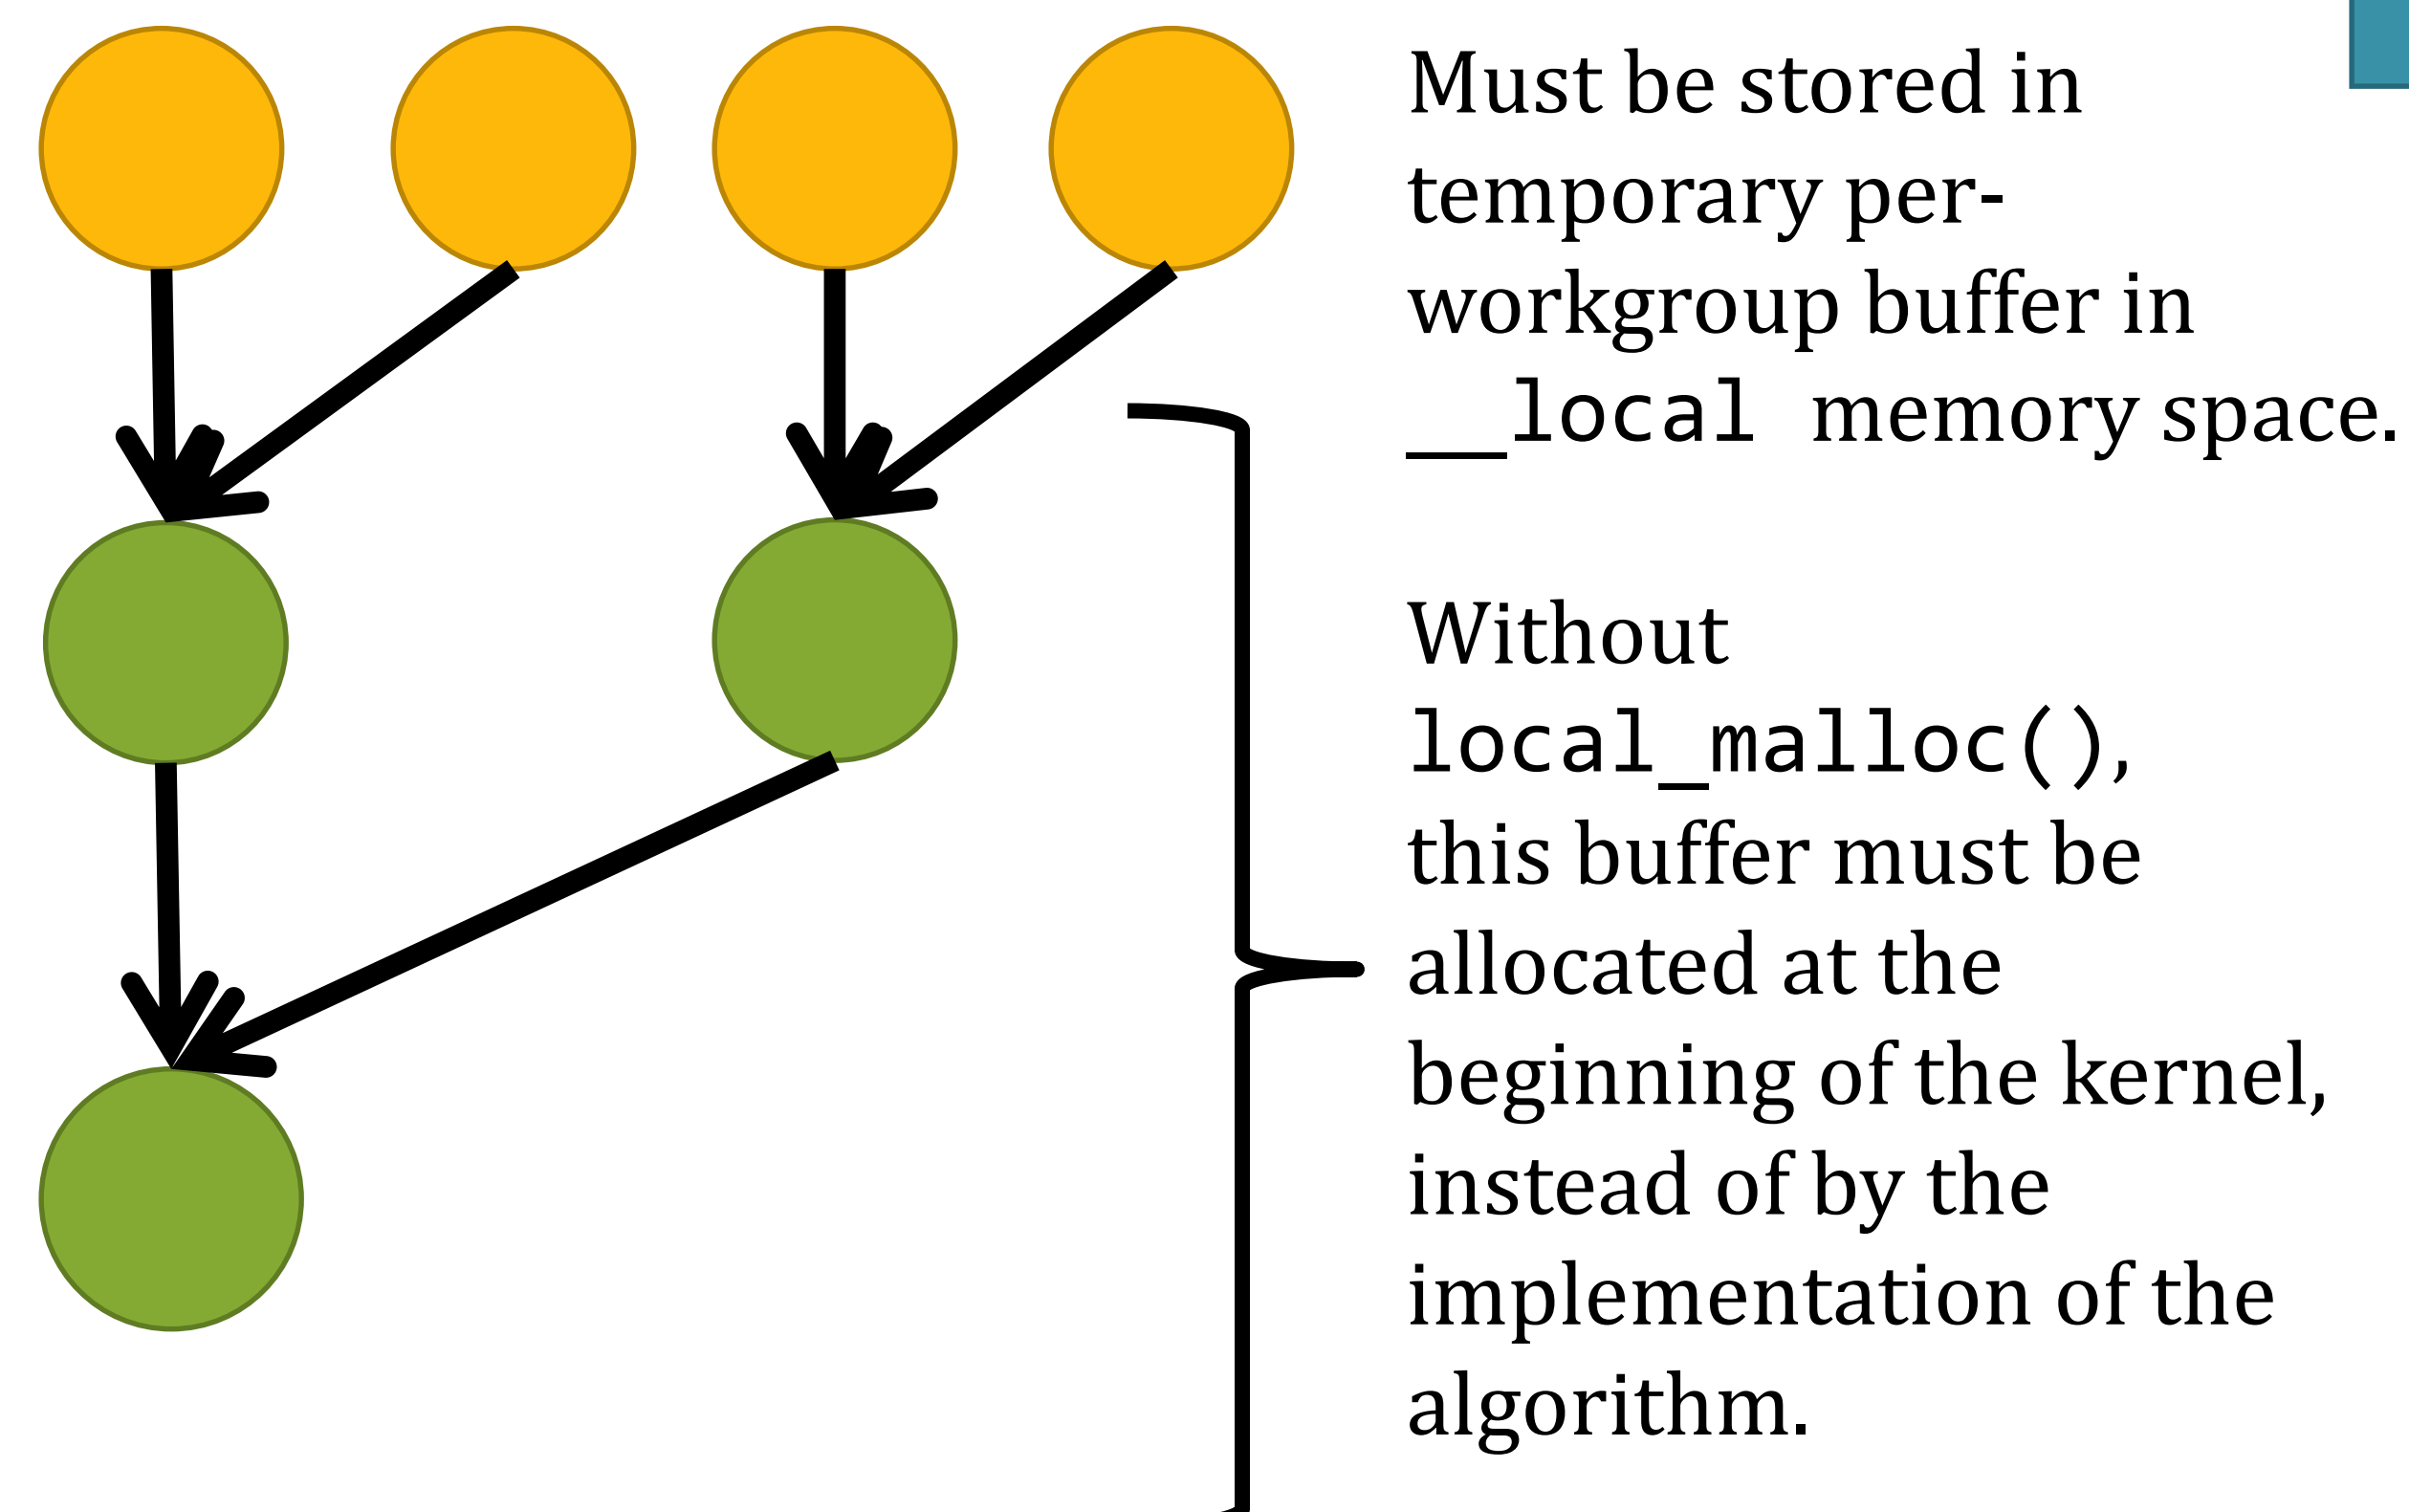 Must be stored in
temporary per-
workgroup buffer in
__local memory space.
Without
local_malloc(),
this buffer must be
allocated at the
beginning of the kernel,
instead of by the
implementation of the
algorithm.